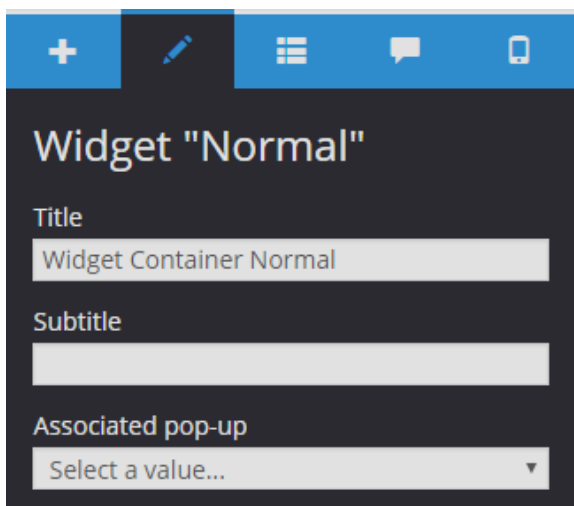 Widget "Normal"
Title
Widget Container Normal
Subtitle
Associated pop-up
Select a value...